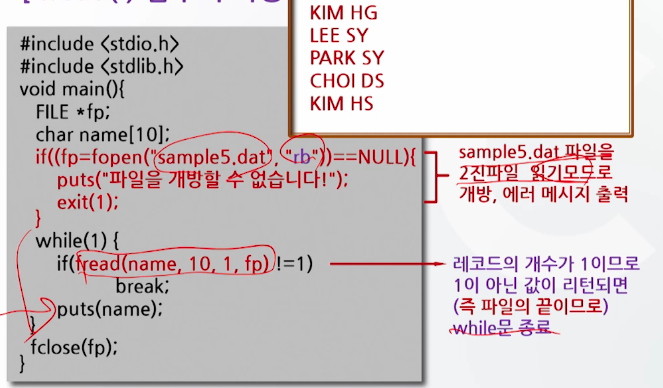 KIM HG
LEE SY
PARK SY
CHOI DS
KIM HS
#include <stdio.h>
#include <stdlib.h>
void main(){
FILE *fp;
char name[10];
if((fp=fopen("sample5.dat", "rb"))==NULL){
puts("파일을 개방할 수 없습니다!");
exit(1);
}
while(1) {
if(fread(name, 10, 1, fp) !=1)
break;
puts(name);
}
fclose(fp);
}
sample5.dat 파일을
2진파일 읽기모드로
개방, 에러 메시지 출력
레코드의 개수가 1이므로
1이 아닌 값이 리턴되면
(즉 파일의 끝이므로)
while문 종료